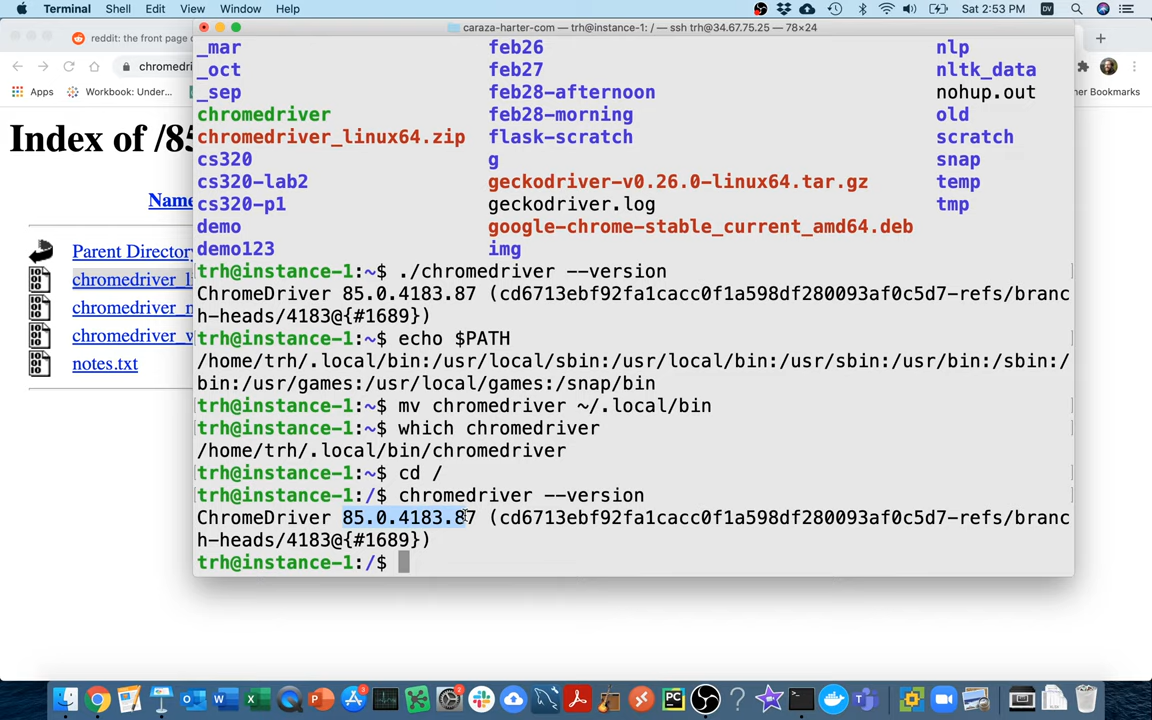 Terminal Shell Edit View Window Help Sat 2:53 PM
caraza-harter-com — trh@instance-1: / — ssh trh@34.67.75.25 — 78×24
reddit: the front page
chromedri
Apps Workbook: Under... her Bookmarks
Index of /85
Name
Parent Directory
chromedriver_l
chromedriver_
chromedriver_
notes.txt
_mar feb26 nlp
_oct feb27 nltk_data
_sep feb28-afternoon nohup.out
chromedriver feb28-morning old
chromedriver_linux64.zip flask-scratch scratch
cs320 g snap
cs320-lab2 geckodriver-v0.26.0-linux64.tar.gz temp
cs320-p1 geckodriver.log tmp
demo google-chrome-stable_current_amd64.deb
demo123 img
trh@instance-1:~$ ./chromedriver --version
ChromeDriver 85.0.4183.87 (cd6713ebf92fa1cacc0f1a598df280093af0c5d7-refs/branc
h-heads/4183@{#1689})
trh@instance-1:~$ echo $PATH
/home/trh/.local/bin:/usr/local/sbin:/usr/local/bin:/usr/sbin:/usr/bin:/sbin:/
bin:/usr/games:/usr/local/games:/snap/bin
trh@instance-1:~$ mv chromedriver ~/.local/bin
trh@instance-1:~$ which chromedriver
/home/trh/.local/bin/chromedriver
trh@instance-1:~$ cd /
trh@instance-1:/$ chromedriver --version
ChromeDriver 85.0.4183.87 (cd6713ebf92fa1cacc0f1a598df280093af0c5d7-refs/branc
h-heads/4183@{#1689})
trh@instance-1:/$